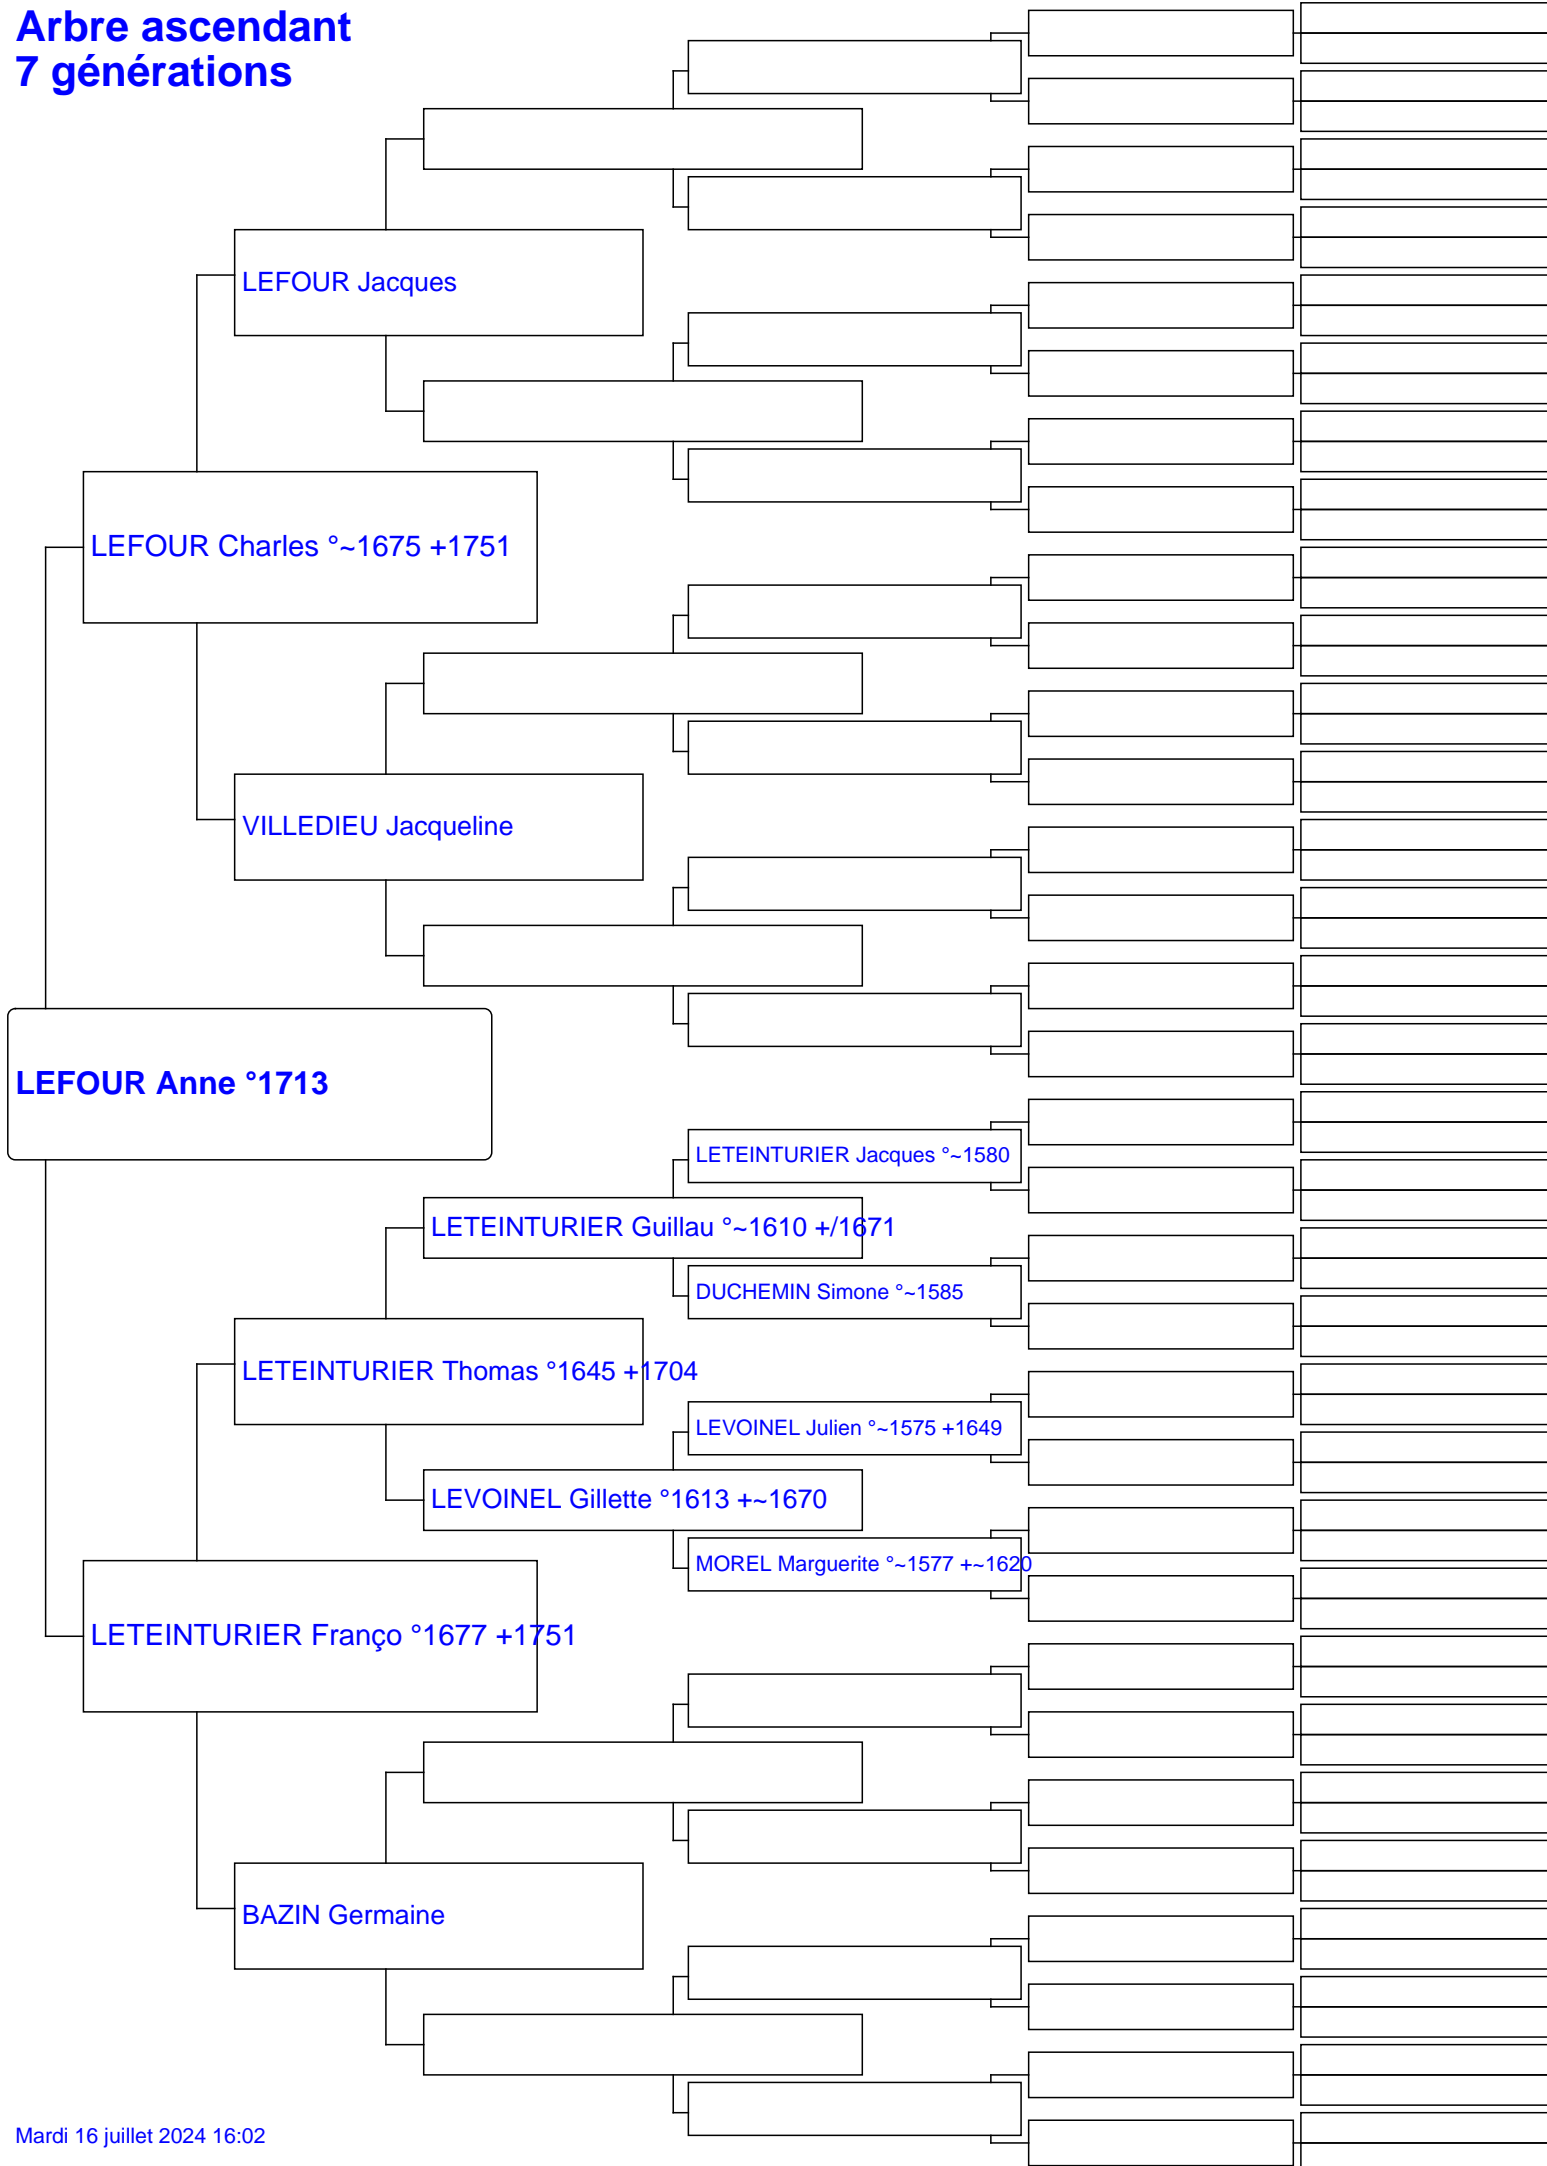 Arbre ascendant
7 générations
LEFOUR Jacques
LEFOUR Charles °~1675 +1751
VILLEDIEU Jacqueline
LEFOUR Anne °1713
LETEINTURIER Jacques °~1580
LETEINTURIER Guillau °~1610 +/1671
DUCHEMIN Simone °~1585
LETEINTURIER Thomas °1645 +1704
LEVOINEL Julien °~1575 +1649
LEVOINEL Gillette °1613 +~1670
MOREL Marguerite °~1577 +~1620
LETEINTURIER Franço °1677 +1751
BAZIN Germaine
Mardi 16 juillet 2024 16:02